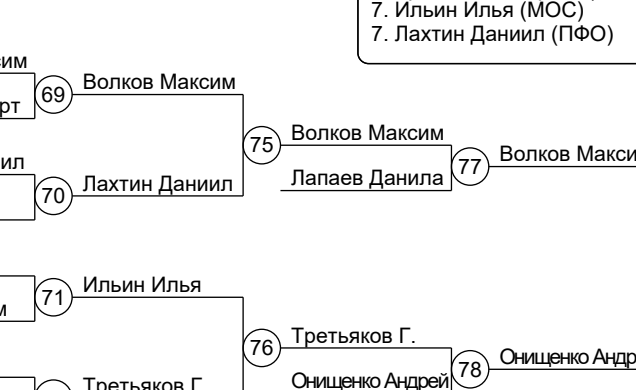 7. Ильин Илья (МОС)
7. Лахтин Даниил (ПФО)
69
Волков Максим
75
Волков Максим
77
Лапаев Данила
70
Лахтин Даниил
71
Ильин Илья
76
Третьяков Г.
78
Онищенко Андрей
Третьяков Г.